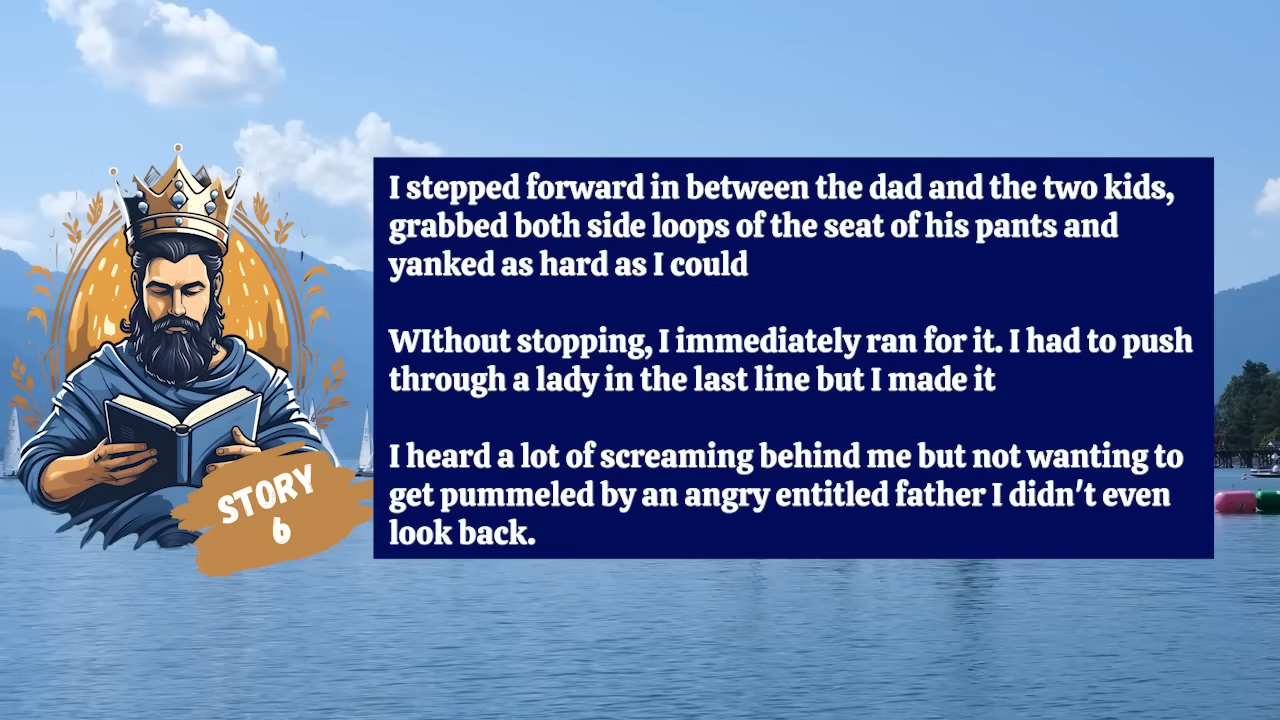 I stepped forward in between the dad and the two kids,
grabbed both side loops of the seat of his pants and
yanked as hard as I could
WIthout stopping, I immediately ran for it. I had to push
through a lady in the last line but I made it
I heard a lot of screaming behind me but not wanting to
get pummeled by an angry entitled father I didn't even
look back.
STORY
6